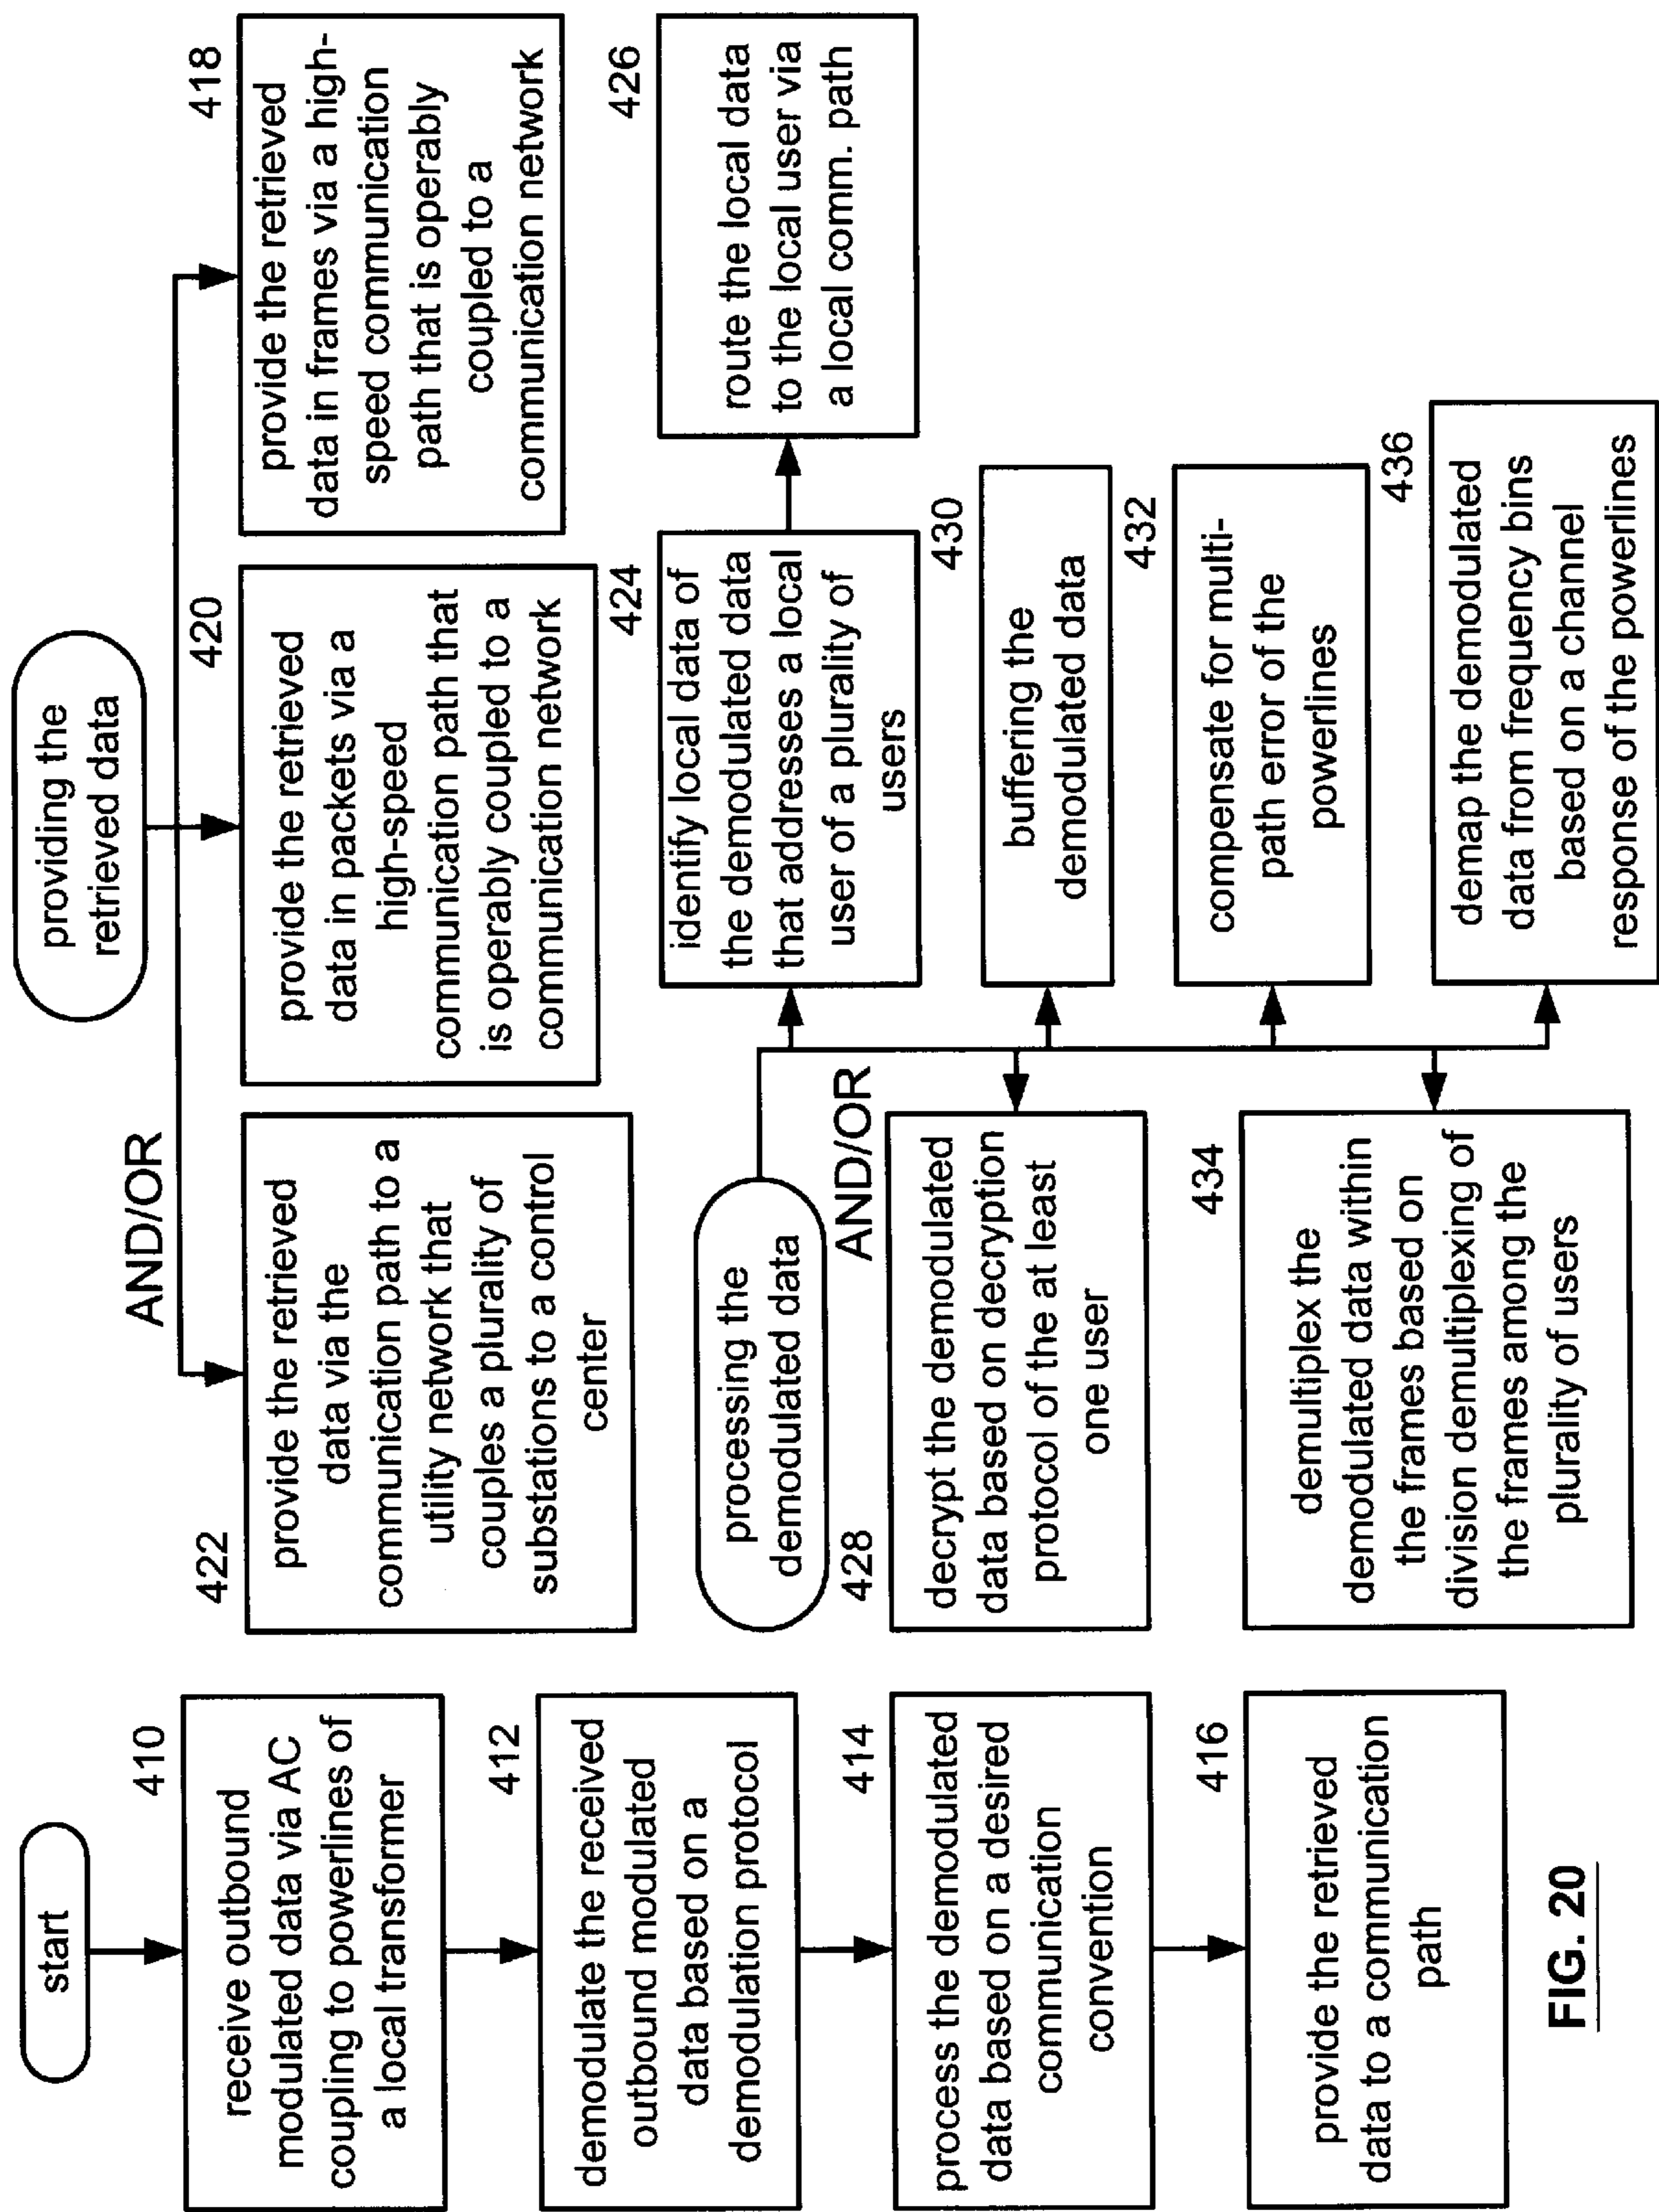 start
410
receive outbound
modulated data via AC
coupling to powerlines of
a local transformer
412
demodulate the received
outbound modulated
data based on a
demodulation protocol
414
process the demodulated
data based on a desired
communication
convention
416
provide the retrieved
data to a communication
path
providing the
retrieved data
AND/OR
422
provide the retrieved
data via the
communication path to a
utility network that
couples a plurality of
substations to a control
center
420
provide the retrieved
data in packets via a
high-speed
communication path that
is operably coupled to a
communication network
418
provide the retrieved
data in frames via a high-
speed communication
path that is operably
coupled to a
communication network
processing the
demodulated data
AND/OR
424
identify local data of
the demodulated data
that addresses a local
user of a plurality of
users
426
route the local data
to the local user via
a local comm. path
428
decrypt the demodulated
data based on decryption
protocol of the at least
one user
430
buffering the
demodulated data
432
compensate for multi-
path error of the
powerlines
434
demultiplex the
demodulated data within
the frames based on
division demultiplexing of
the frames among the
plurality of users
436
demap the demodulated
data from frequency bins
based on a channel
response of the powerlines
FIG. 20